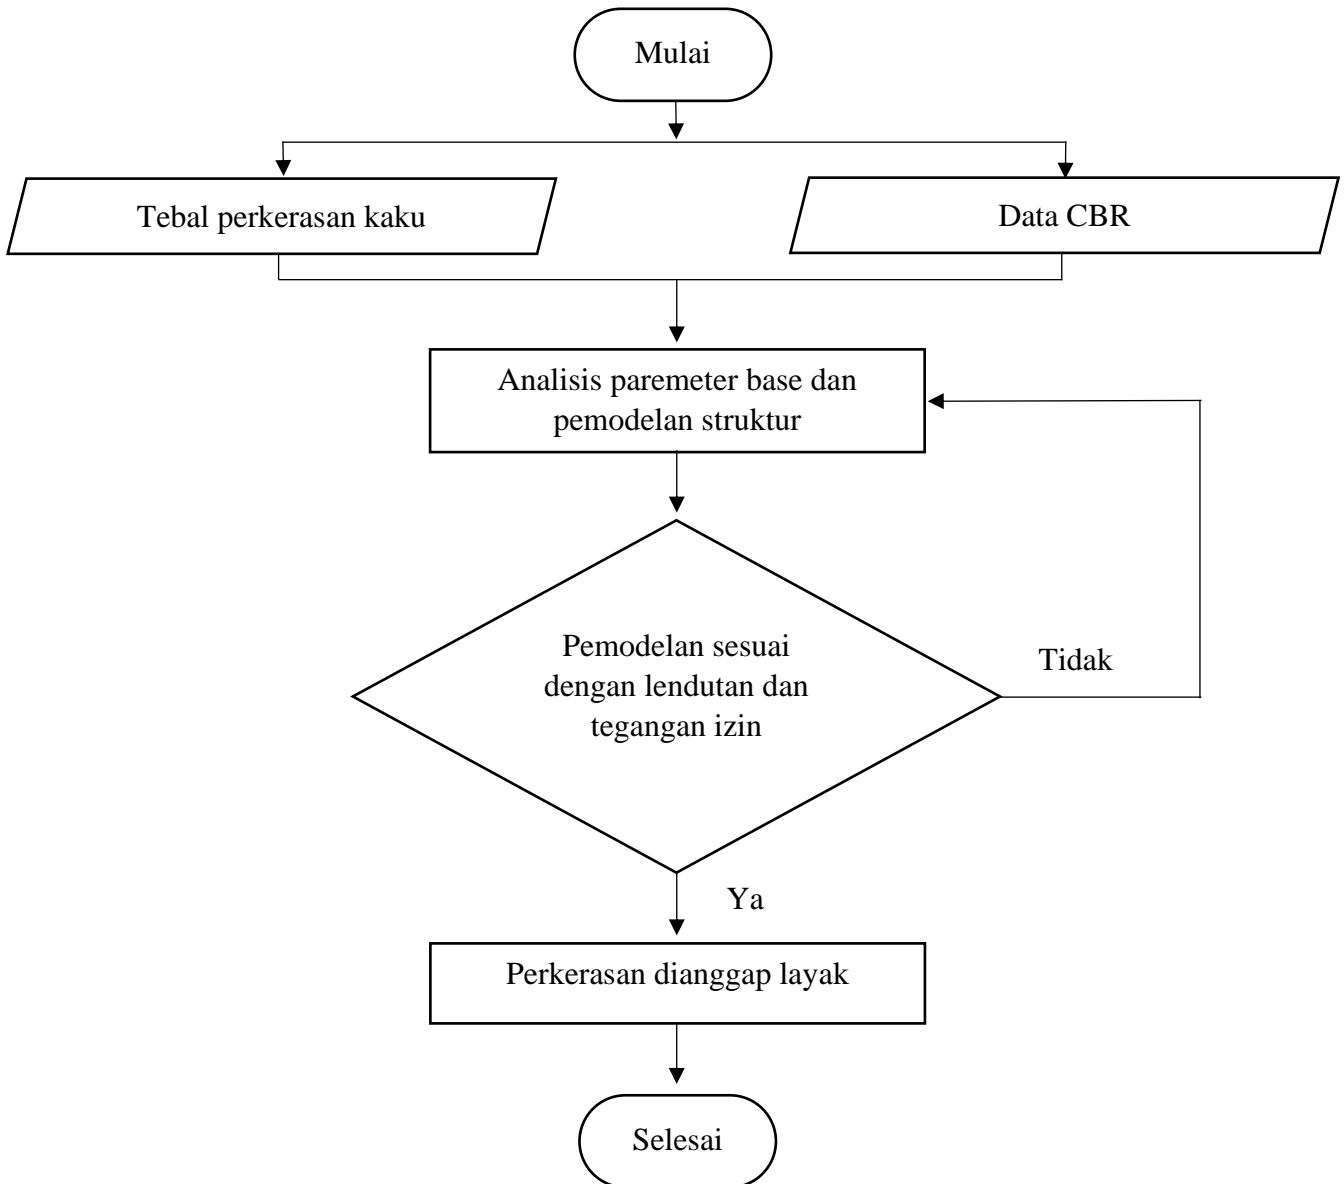 Mulai
Tebal perkerasan kaku
Data CBR
Analisis paremeter base dan
pemodelan struktur
Pemodelan sesuai
dengan lendutan dan
tegangan izin
Tidak
Ya
Perkerasan dianggap layak
Selesai